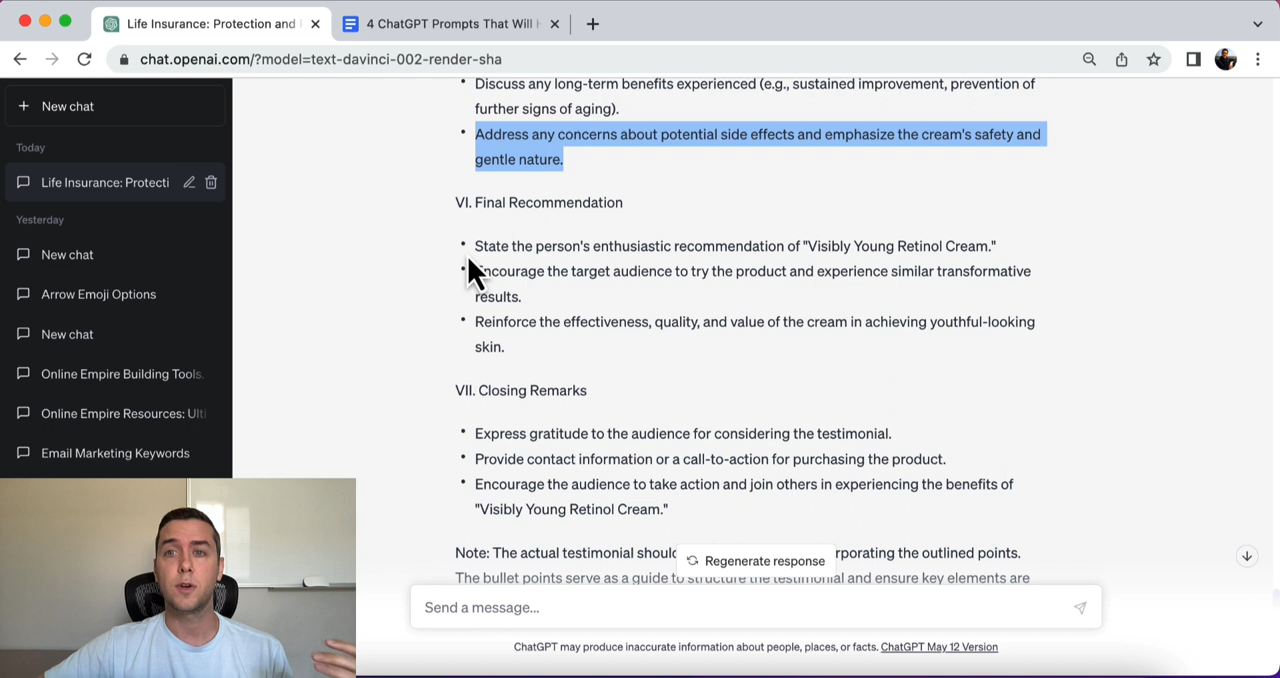 Life Insurance: Protection and
4 ChatGPT Prompts That Will
chat.openai.com/?model=text-davinci-002-render-sha
New chat
Today
Life Insurance: Protecti
Yesterday
New chat
Arrow Emoji Options
New chat
Online Empire Building Tools.
Online Empire Resources: Ulti
Email Marketing Keywords
• Discuss any long-term benefits experienced (e.g., sustained improvement, prevention of
further signs of aging).
• Address any concerns about potential side effects and emphasize the cream's safety and
gentle nature.
VI. Final Recommendation
• State the person's enthusiastic recommendation of "Visibly Young Retinol Cream."
• Encourage the target audience to try the product and experience similar transformative
results.
• Reinforce the effectiveness, quality, and value of the cream in achieving youthful-looking
skin.
VII. Closing Remarks
• Express gratitude to the audience for considering the testimonial.
• Provide contact information or a call-to-action for purchasing the product.
• Encourage the audience to take action and join others in experiencing the benefits of
"Visibly Young Retinol Cream."
Note: The actual testimonial should rporating the outlined points.
Regenerate response
The bullet points serve as a guide to structure the testimonial and ensure key elements are
Send a message...
ChatGPT may produce inaccurate information about people, places, or facts. ChatGPT May 12 Version